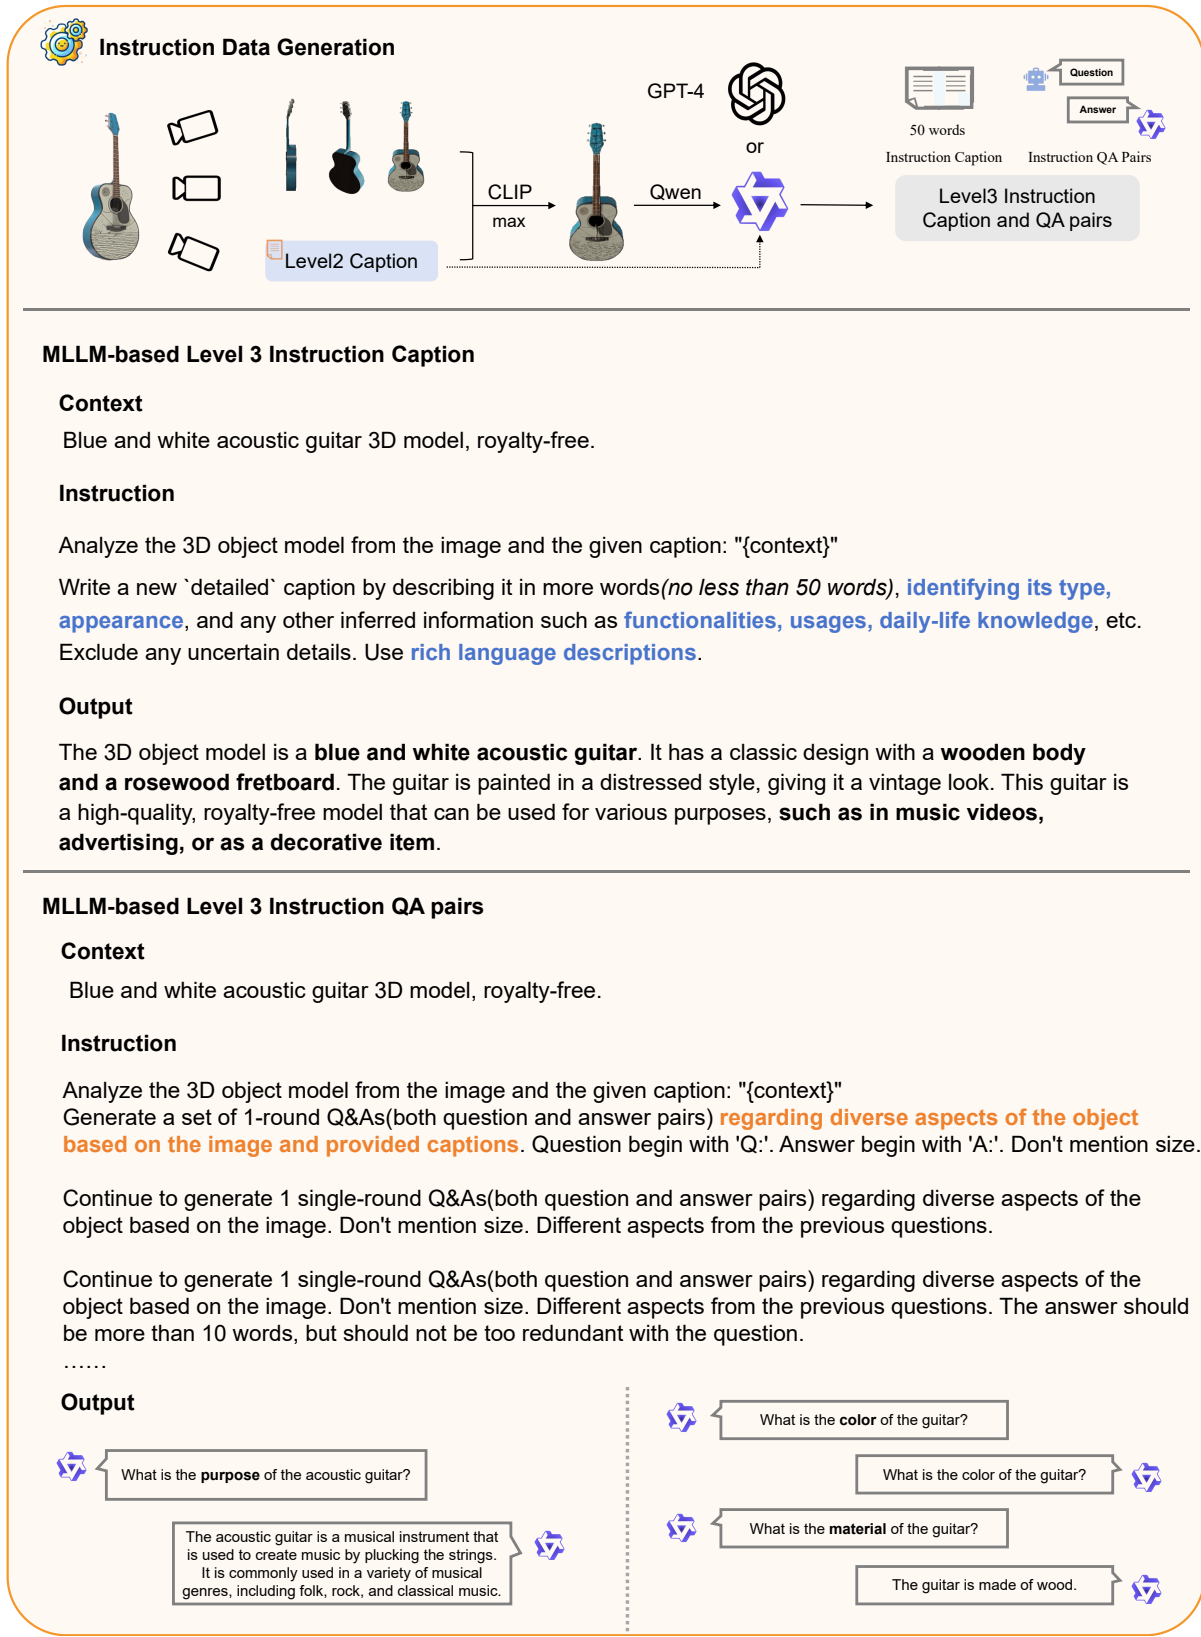 Instruction Data Generation
GPT-4
or
Question
Answer
50 words
Instruction Caption
Instruction QA Pairs
CLIP
max
Qwen
Level3 Instruction
Caption and QA pairs
Level2 Caption
MLLM-based Level 3 Instruction Caption
Context
Blue and white acoustic guitar 3D model, royalty-free.
Instruction
Analyze the 3D object model from the image and the given caption: "{context}"
Write a new `detailed` caption by describing it in more words(no less than 50 words), identifying its type,
appearance, and any other inferred information such as functionalities, usages, daily-life knowledge, etc.
Exclude any uncertain details. Use rich language descriptions.
Output
The 3D object model is a blue and white acoustic guitar. It has a classic design with a wooden body
and a rosewood fretboard. The guitar is painted in a distressed style, giving it a vintage look. This guitar is
a high-quality, royalty-free model that can be used for various purposes, such as in music videos,
advertising, or as a decorative item.
MLLM-based Level 3 Instruction QA pairs
Context
Blue and white acoustic guitar 3D model, royalty-free.
Instruction
Analyze the 3D object model from the image and the given caption: "{context}"
Generate a set of 1-round Q&As(both question and answer pairs) regarding diverse aspects of the object
based on the image and provided captions. Question begin with 'Q:'. Answer begin with 'A:'. Don't mention size.
Continue to generate 1 single-round Q&As(both question and answer pairs) regarding diverse aspects of the
object based on the image. Don't mention size. Different aspects from the previous questions.
Continue to generate 1 single-round Q&As(both question and answer pairs) regarding diverse aspects of the
object based on the image. Don't mention size. Different aspects from the previous questions. The answer should
be more than 10 words, but should not be too redundant with the question.
……
Output
What is the purpose of the acoustic guitar?
The acoustic guitar is a musical instrument that
is used to create music by plucking the strings.
It is commonly used in a variety of musical
genres, including folk, rock, and classical music.
What is the color of the guitar?
What is the color of the guitar?
What is the material of the guitar?
The guitar is made of wood.